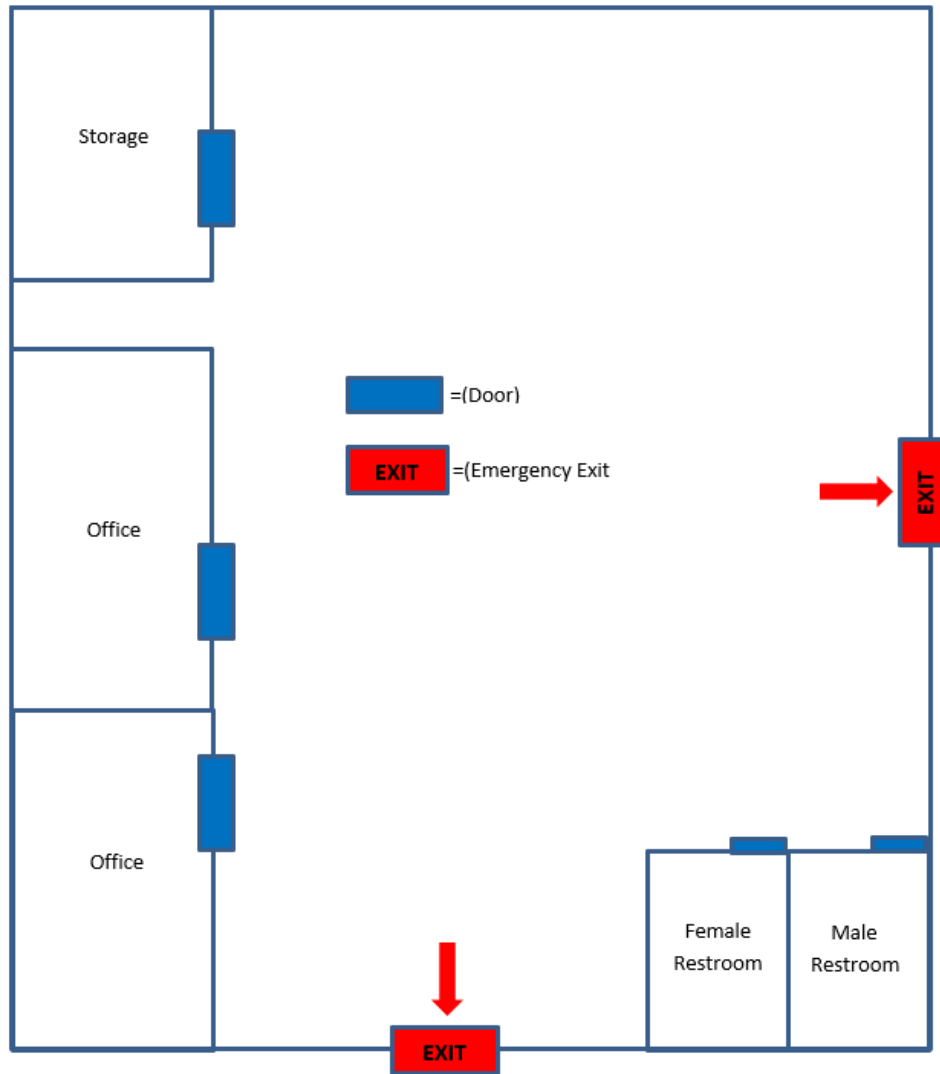 Storage
=(Door)
EXIT =(Emergency Exit
EXIT
Office
Office
Female
Restroom
Male
Restroom
EXIT